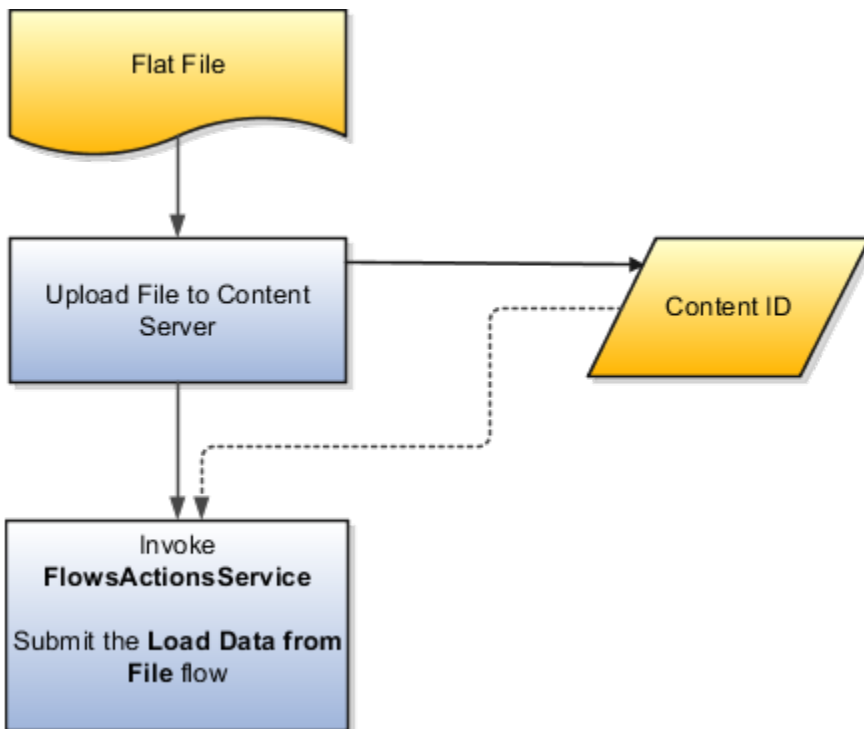 Flat File
Upload File to Content
Server
Content ID
Invoke
FlowsActionsService
Submit the Load Data from
File flow